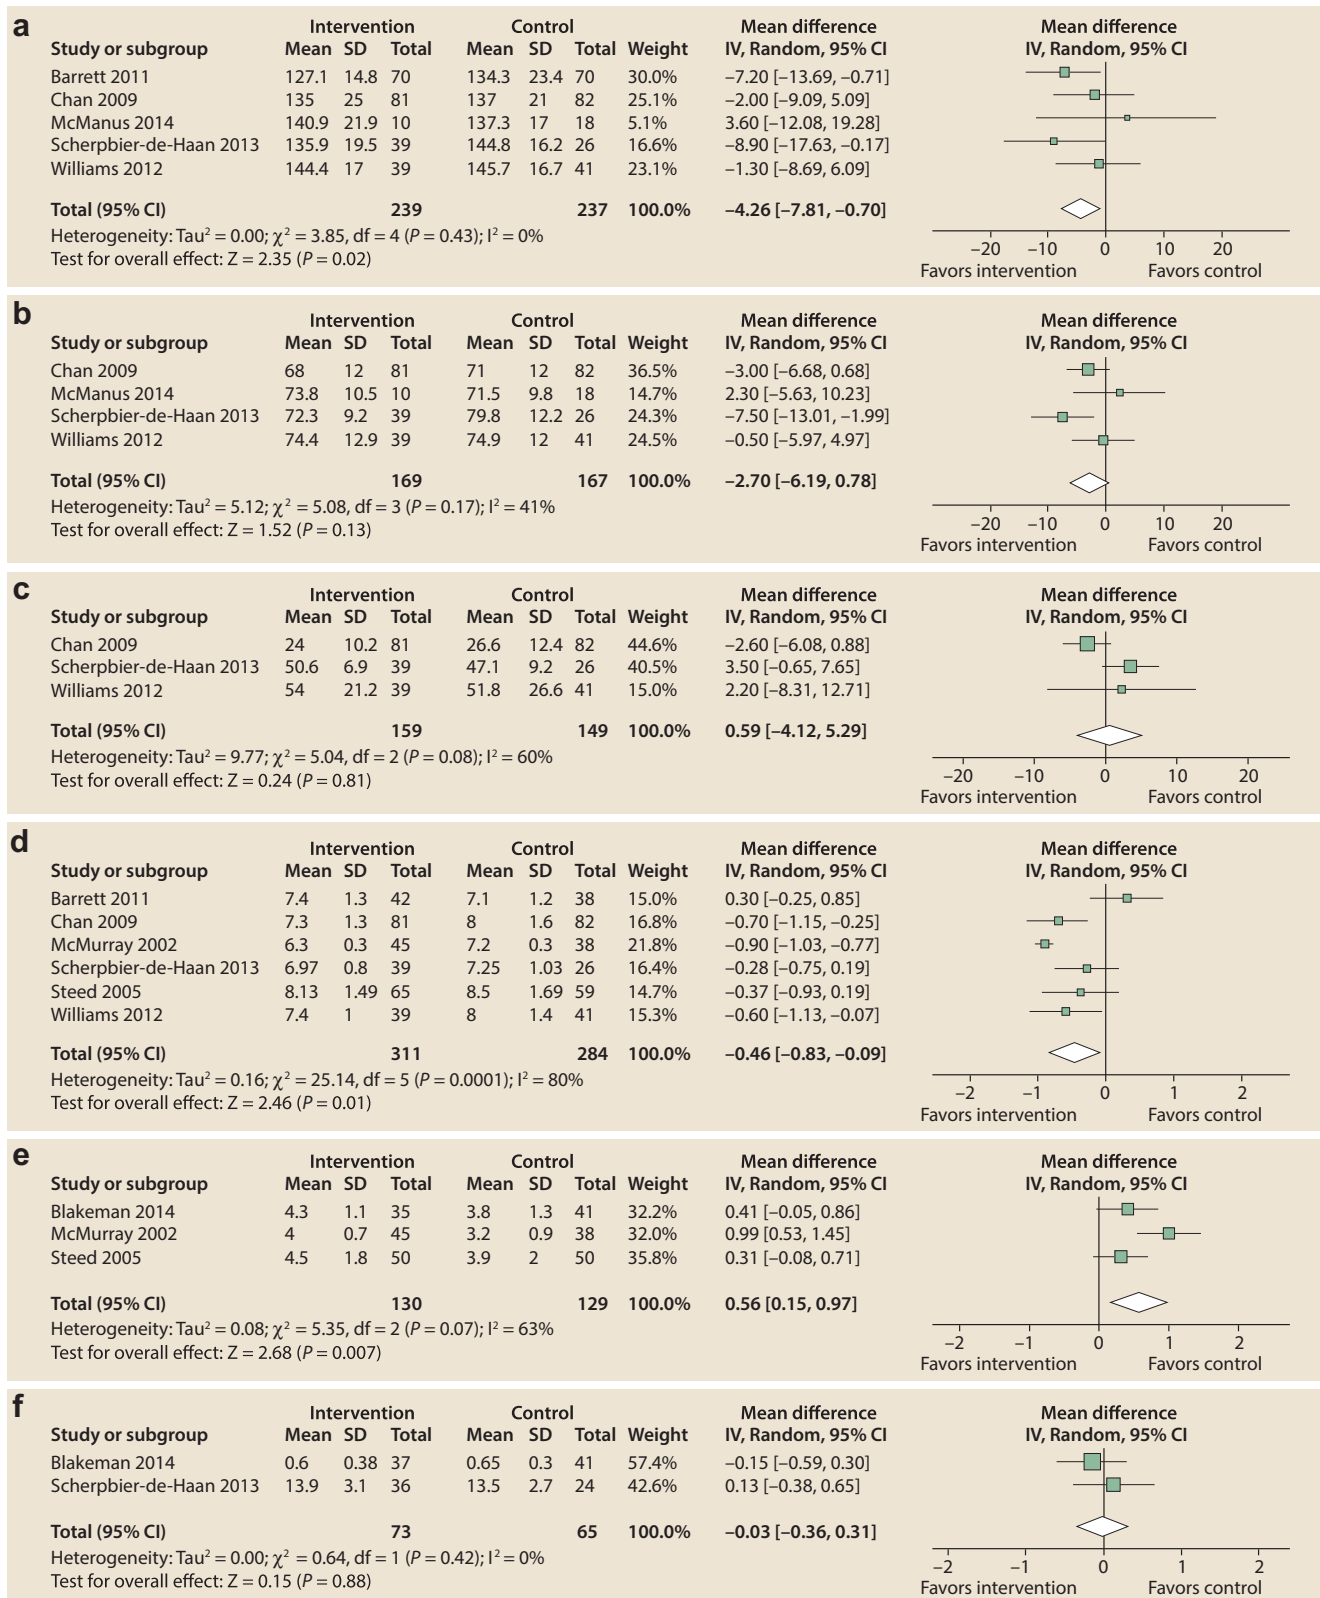 a
Intervention Control Mean difference Mean difference
Study or subgroup Mean SD Total Mean SD Total Weight IV, Random, 95% CI IV, Random, 95% CI
Barrett 2011 127.1 14.8 70 134.3 23.4 70 30.0% –7.20 [–13.69, –0.71]
Chan 2009 135 25 81 137 21 82 25.1% –2.00 [–9.09, 5.09]
McManus 2014 140.9 21.9 10 137.3 17 18 5.1% 3.60 [–12.08, 19.28]
Scherpbier-de-Haan 2013 135.9 19.5 39 144.8 16.2 26 16.6% –8.90 [–17.63, –0.17]
Williams 2012 144.4 17 39 145.7 16.7 41 23.1% –1.30 [–8.69, 6.09]
Total (95% CI) 239 237 100.0% –4.26 [–7.81, –0.70]
Heterogeneity: Tau² = 0.00; χ² = 3.85, df = 4 (P = 0.43); I² = 0%
Test for overall effect: Z = 2.35 (P = 0.02)
–20 –10 0 10 20
Favors intervention Favors control
b
Intervention Control Mean difference Mean difference
Study or subgroup Mean SD Total Mean SD Total Weight IV, Random, 95% CI IV, Random, 95% CI
Chan 2009 68 12 81 71 12 82 36.5% –3.00 [–6.68, 0.68]
McManus 2014 73.8 10.5 10 71.5 9.8 18 14.7% 2.30 [–5.63, 10.23]
Scherpbier-de-Haan 2013 72.3 9.2 39 79.8 12.2 26 24.3% –7.50 [–13.01, –1.99]
Williams 2012 74.4 12.9 39 74.9 12 41 24.5% –0.50 [–5.97, 4.97]
Total (95% CI) 169 167 100.0% –2.70 [–6.19, 0.78]
Heterogeneity: Tau² = 5.12; χ² = 5.08, df = 3 (P = 0.17); I² = 41%
Test for overall effect: Z = 1.52 (P = 0.13)
–20 –10 0 10 20
Favors intervention Favors control
c
Intervention Control Mean difference Mean difference
Study or subgroup Mean SD Total Mean SD Total Weight IV, Random, 95% CI IV, Random, 95% CI
Chan 2009 24 10.2 81 26.6 12.4 82 44.6% –2.60 [–6.08, 0.88]
Scherpbier-de-Haan 2013 50.6 6.9 39 47.1 9.2 26 40.5% 3.50 [–0.65, 7.65]
Williams 2012 54 21.2 39 51.8 26.6 41 15.0% 2.20 [–8.31, 12.71]
Total (95% CI) 159 149 100.0% 0.59 [–4.12, 5.29]
Heterogeneity: Tau² = 9.77; χ² = 5.04, df = 2 (P = 0.08); I² = 60%
Test for overall effect: Z = 0.24 (P = 0.81)
–20 –10 0 10 20
Favors intervention Favors control
d
Intervention Control Mean difference Mean difference
Study or subgroup Mean SD Total Mean SD Total Weight IV, Random, 95% CI IV, Random, 95% CI
Barrett 2011 7.4 1.3 42 7.1 1.2 38 15.0% 0.30 [–0.25, 0.85]
Chan 2009 7.3 1.3 81 8 1.6 82 16.8% –0.70 [–1.15, –0.25]
McMurray 2002 6.3 0.3 45 7.2 0.3 38 21.8% –0.90 [–1.03, –0.77]
Scherpbier-de-Haan 2013 6.97 0.8 39 7.25 1.03 26 16.4% –0.28 [–0.75, 0.19]
Steed 2005 8.13 1.49 65 8.5 1.69 59 14.7% –0.37 [–0.93, 0.19]
Williams 2012 7.4 1 39 8 1.4 41 15.3% –0.60 [–1.13, –0.07]
Total (95% CI) 311 284 100.0% –0.46 [–0.83, –0.09]
Heterogeneity: Tau² = 0.16; χ² = 25.14, df = 5 (P = 0.0001); I² = 80%
Test for overall effect: Z = 2.46 (P = 0.01)
–2 –1 0 1 2
Favors intervention Favors control
e
Intervention Control Mean difference Mean difference
Study or subgroup Mean SD Total Mean SD Total Weight IV, Random, 95% CI IV, Random, 95% CI
Blakeman 2014 4.3 1.1 35 3.8 1.3 41 32.2% 0.41 [–0.05, 0.86]
McMurray 2002 4 0.7 45 3.2 0.9 38 32.0% 0.99 [0.53, 1.45]
Steed 2005 4.5 1.8 50 3.9 2 50 35.8% 0.31 [–0.08, 0.71]
Total (95% CI) 130 129 100.0% 0.56 [0.15, 0.97]
Heterogeneity: Tau² = 0.08; χ² = 5.35, df = 2 (P = 0.07); I² = 63%
Test for overall effect: Z = 2.68 (P = 0.007)
–2 –1 0 1 2
Favors intervention Favors control
f
Intervention Control Mean difference Mean difference
Study or subgroup Mean SD Total Mean SD Total Weight IV, Random, 95% CI IV, Random, 95% CI
Blakeman 2014 0.6 0.38 37 0.65 0.3 41 57.4% –0.15 [–0.59, 0.30]
Scherpbier-de-Haan 2013 13.9 3.1 36 13.5 2.7 24 42.6% 0.13 [–0.38, 0.65]
Total (95% CI) 73 65 100.0% –0.03 [–0.36, 0.31]
Heterogeneity: Tau² = 0.00; χ² = 0.64, df = 1 (P = 0.42); I² = 0%
Test for overall effect: Z = 0.15 (P = 0.88)
–2 –1 0 1 2
Favors intervention Favors control